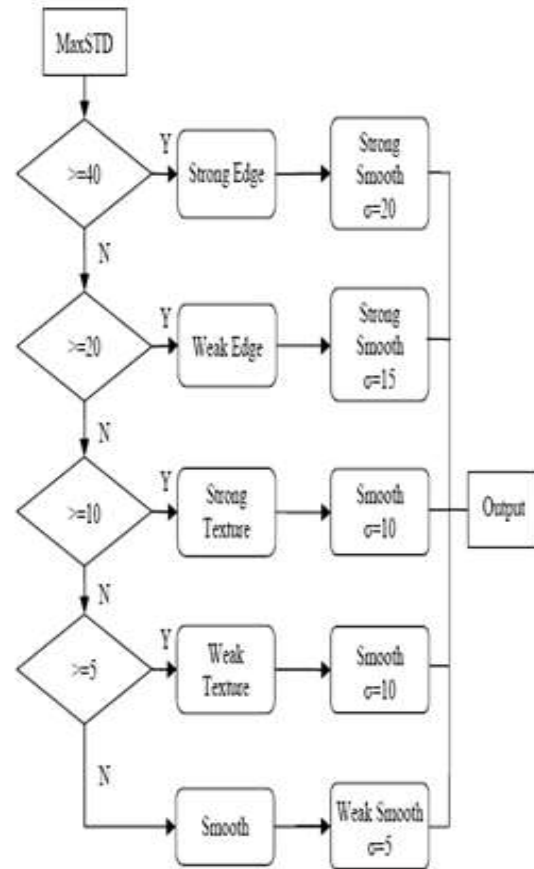 MaxSTD
>=40
Y
Strong Edge
Strong
Smooth
σ=20
N
>=20
Y
Weak Edge
Strong
Smooth
σ=15
N
>=10
Y
Strong
Texture
Smooth
σ=10
Output
N
>=5
Y
Weak
Texture
Smooth
σ=10
N
Smooth
Weak Smooth
σ=5